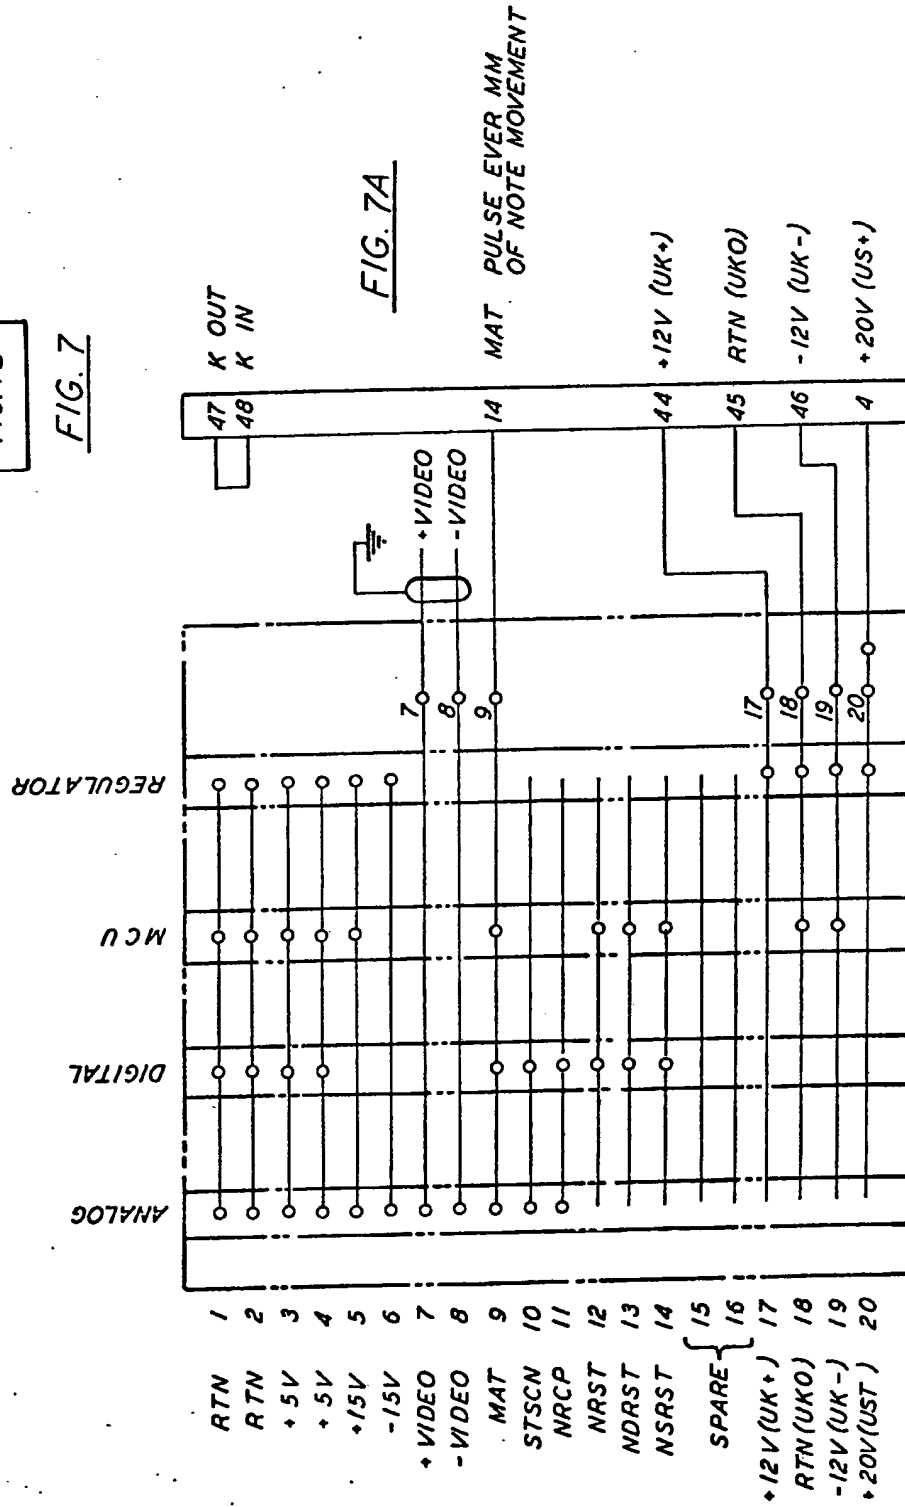 FIG. 7
FIG. 7A
47 K OUT
48 K IN
14 MAT PULSE EVER MM
OF NOTE MOVEMENT
44 +12V (UK+)
45 RTN (UKO)
46 -12V (UK-)
4 +20V (US+)
+VIDEO
-VIDEO
7
8
9
17
18
19
20
REGULATOR
MCU
DIGITAL
ANALOG
RTN 1
RTN 2
+5V 3
+5V 4
+15V 5
-15V 6
+VIDEO 7
-VIDEO 8
MAT 9
STSCN 10
NRCP 11
NRST 12
NDRST 13
NSRST 14
SPARE 15
16
+12V(UK+) 17
RTN(UKO) 18
-12V(UK-) 19
+20V(UST) 20